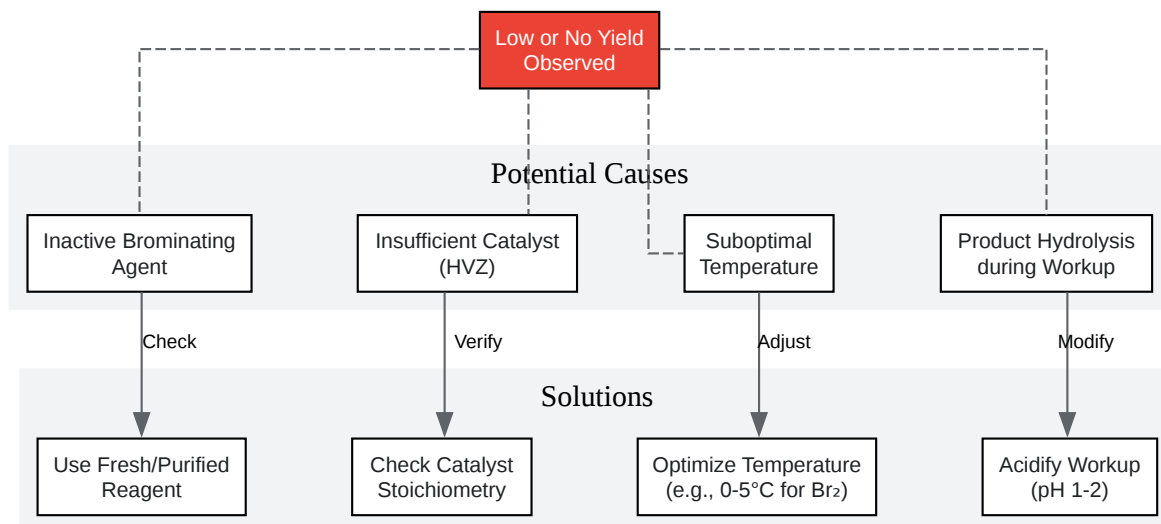 Low or No Yield
Observed
Potential Causes
Inactive Brominating
Agent
Insufficient Catalyst
(HVZ)
Suboptimal
Temperature
Product Hydrolysis
during Workup
Check
Verify
Adjust
Modify
Solutions
Use Fresh/Purified
Reagent
Check Catalyst
Stoichiometry
Optimize Temperature
(e.g., 0-5°C for Br₂)
Acidify Workup
(pH 1-2)